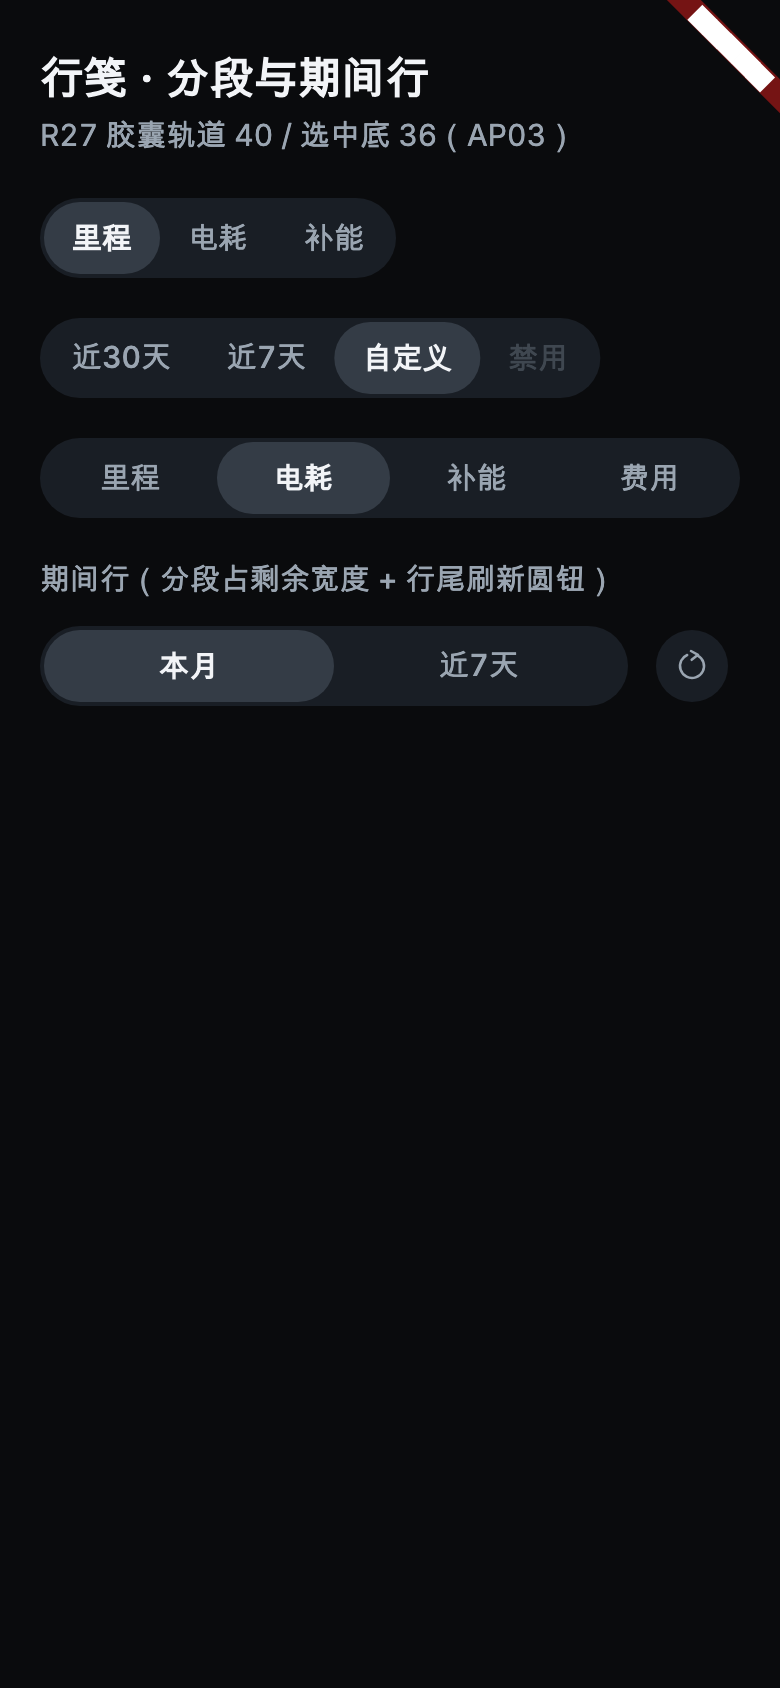 行笺 · 分段与期间行
R27 胶囊轨道 40 / 选中底 36 ( AP03 )
里程 电耗 补能
近30天 近7天 自定义 禁用
里程 电耗 补能 费用
期间行 ( 分段占剩余宽度 + 行尾刷新圆钮 )
本月 近7天